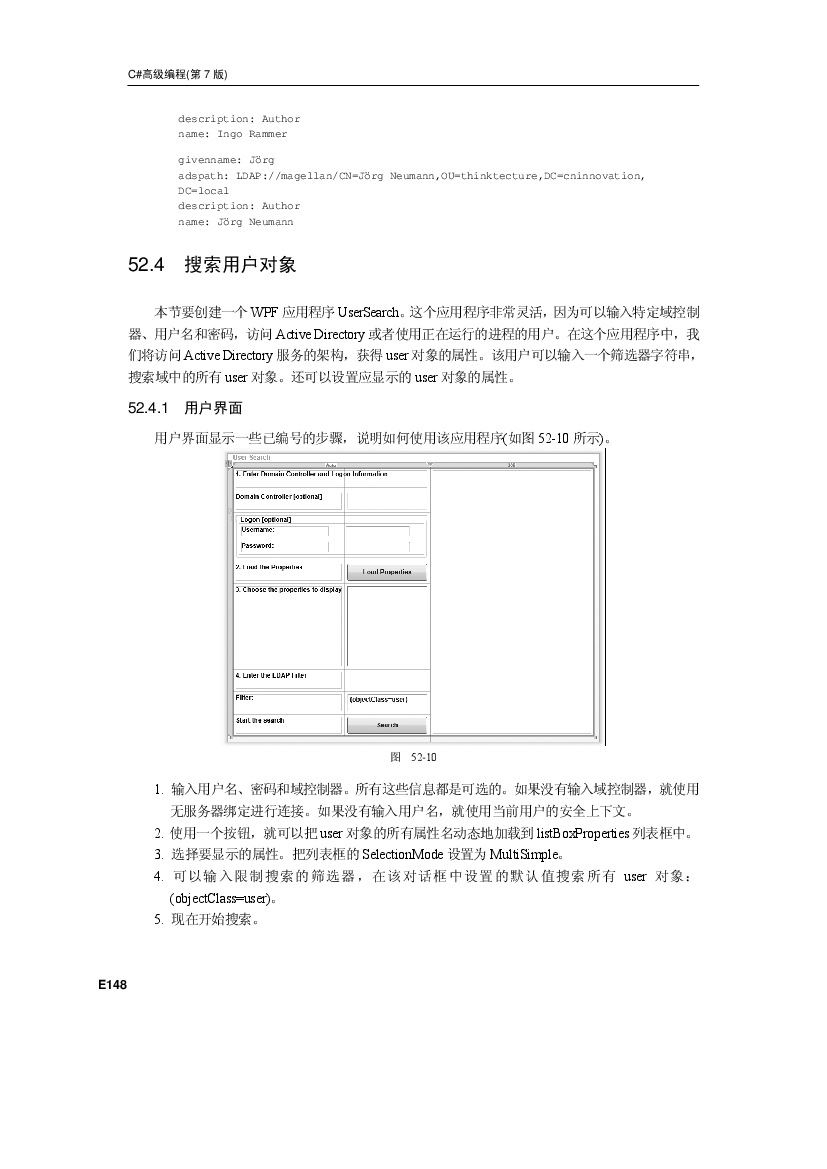 C#高级编程(第 7 版)
description: Author
name: Ingo Rammer
givenname: Jörg
adspath: LDAP://magellan/CN=Jörg Neumann,OU=thinktecture,DC=cninnovation,
DC=local
description: Author
name: Jörg Neumann
52.4 搜索用户对象
本节要创建一个 WPF 应用程序 UserSearch。这个应用程序非常灵活，因为可以输入特定域控制
器、用户名和密码，访问 Active Directory 或者使用正在运行的进程的用户。在这个应用程序中，我
们将访问 Active Directory 服务的架构，获得 user 对象的属性。该用户可以输入一个筛选器字符串，
搜索域中的所有 user 对象。还可以设置应显示的 user 对象的属性。
52.4.1 用户界面
用户界面显示一些已编号的步骤，说明如何使用该应用程序(如图 52-10 所示)。
User Search
Auto
1. Enter Domain Controller and Logon Information
Domain Controller [optional]
Logon [optional]
Username:
Password:
2. Load the Properties
Load Properties
3. Choose the properties to display
4. Enter the LDAP Filter
Filter:
(objectClass=user)
Start the search
Search
图 52-10
1. 输入用户名、密码和域控制器。所有这些信息都是可选的。如果没有输入域控制器，就使用
无服务器绑定进行连接。如果没有输入用户名，就使用当前用户的安全上下文。
2. 使用一个按钮，就可以把 user 对象的所有属性名动态地加载到 listBoxProperties 列表框中。
3. 选择要显示的属性。把列表框的 SelectionMode 设置为 MultiSimple。
4. 可以输入限制搜索的筛选器，在该对话框中设置的默认值搜索所有 user 对象：
(objectClass=user)。
5. 现在开始搜索。
E148